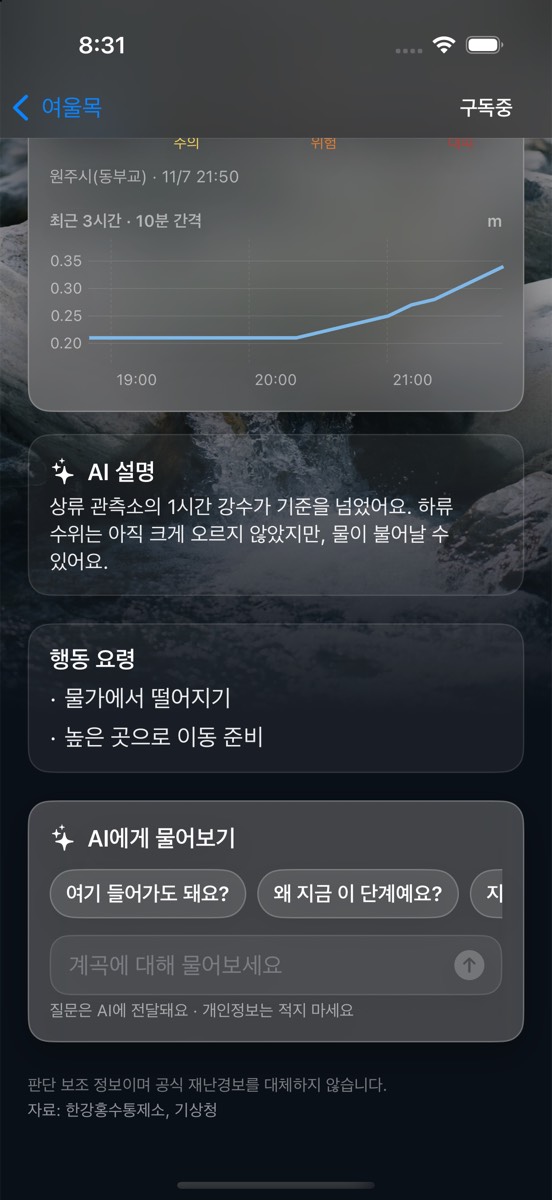 8:31
여울목
구독중
주의
위험
원주시(동부교) · 11/7 21:50
최근 3시간 · 10분 간격
m
0.35
0.30
0.25
0.20
19:00
20:00
21:00
AI 설명
상류 관측소의 1시간 강수가 기준을 넘었어요. 하류
수위는 아직 크게 오르지 않았지만, 물이 불어날 수
있어요.
행동 요령
· 물가에서 떨어지기
· 높은 곳으로 이동 준비
AI에게 물어보기
여기 들어가도 돼요?
왜 지금 이 단계예요?
계곡에 대해 물어보세요
질문은 AI에 전달돼요 · 개인정보는 적지 마세요
판단 보조 정보이며 공식 재난경보를 대체하지 않습니다.
자료: 한강홍수통제소, 기상청